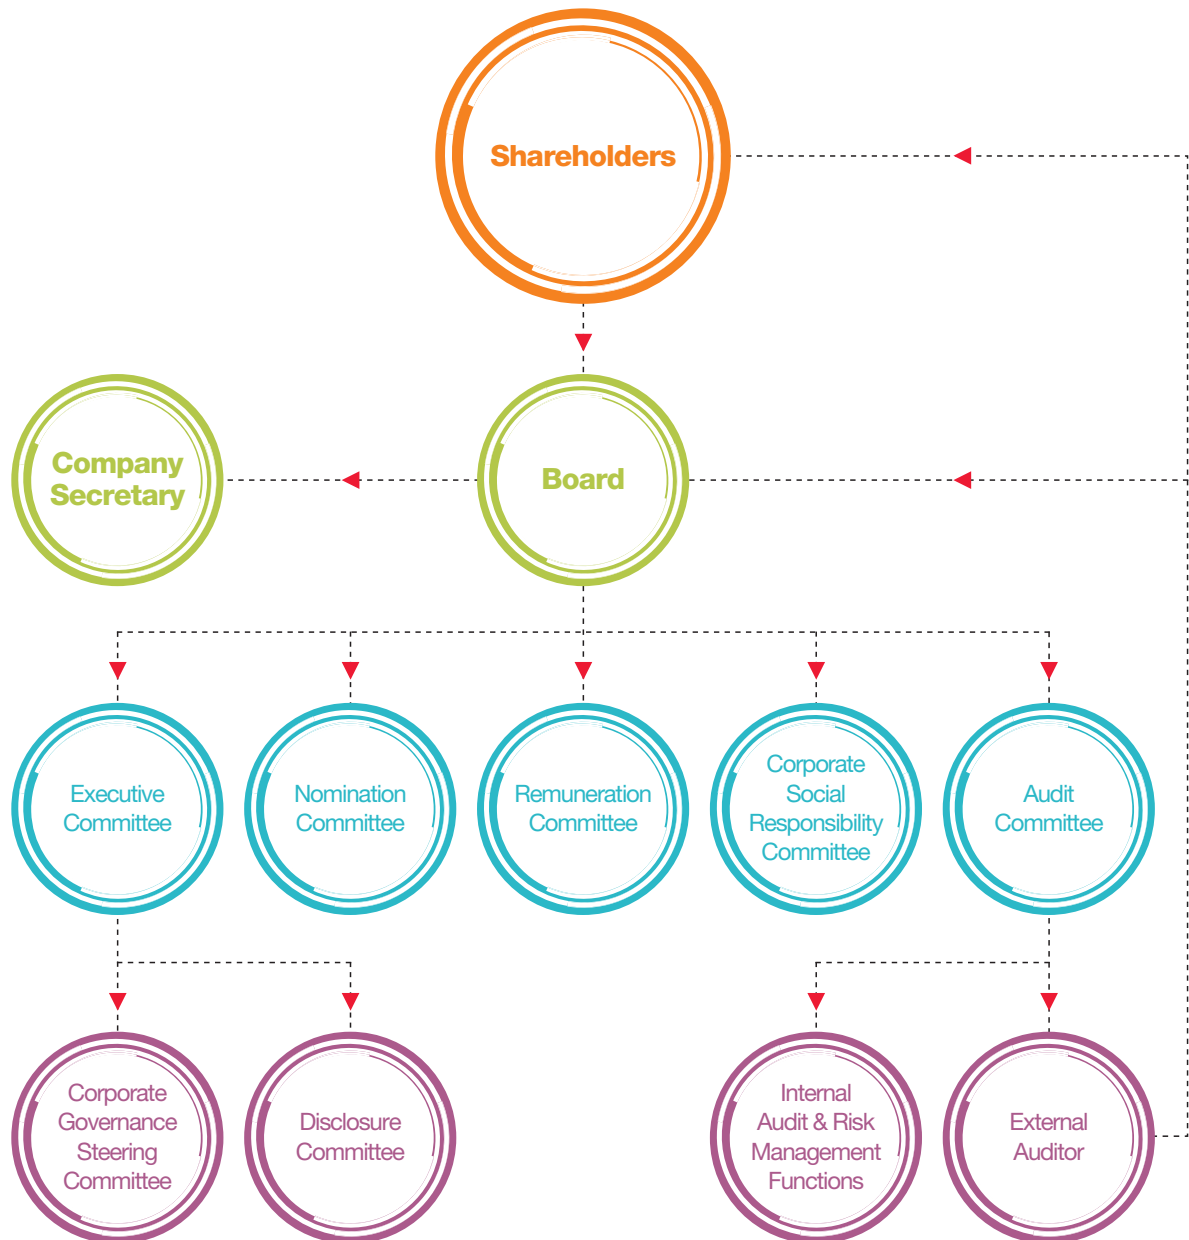 Shareholders
Company
Secretary
Board
Executive
Committee
Nomination
Committee
Remuneration
Committee
Corporate
Social
Responsibility
Committee
Audit
Committee
Corporate
Governance
Steering
Committee
Disclosure
Committee
Internal
Audit & Risk
Management
Functions
External
Auditor